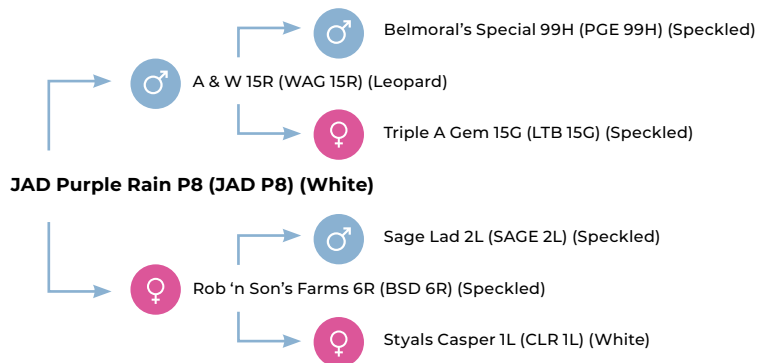 Belmoral’s Special 99H (PGE 99H) (Speckled)
A & W 15R (WAG 15R) (Leopard)
Triple A Gem 15G (LTB 15G) (Speckled)
JAD Purple Rain P8 (JAD P8) (White)
Sage Lad 2L (SAGE 2L) (Speckled)
Rob ‘n Son’s Farms 6R (BSD 6R) (Speckled)
Styals Casper 1L (CLR 1L) (White)